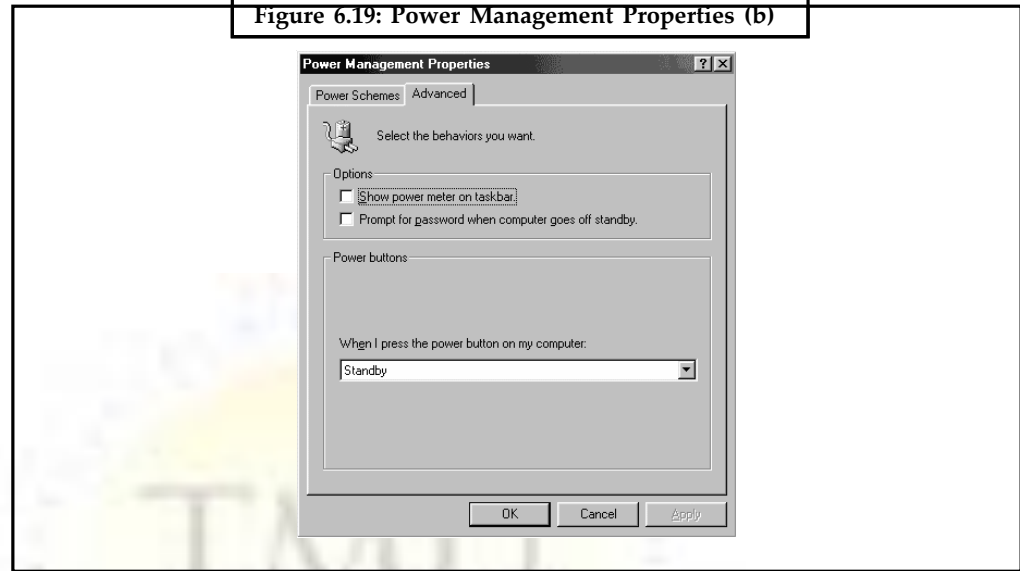 Figure 6.19: Power Management Properties (b)
Power Management Properties
Power Schemes Advanced
Select the behaviors you want.
Options
Show power meter on taskbar.
Prompt for password when computer goes off standby.
Power buttons
When I press the power button on my computer:
Standby
OK Cancel Apply